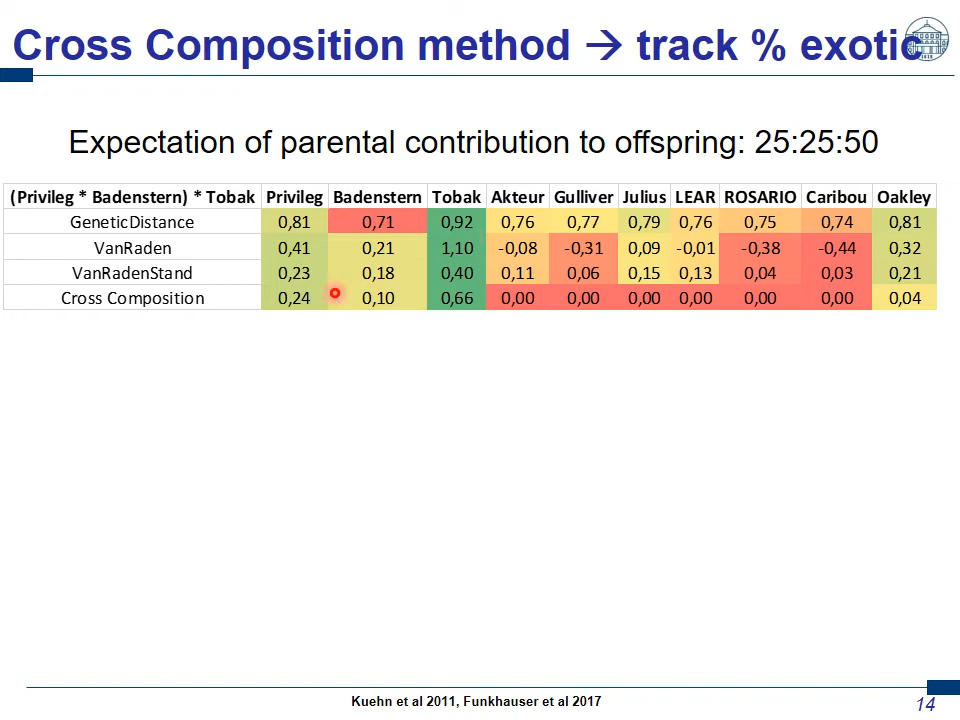 Cross Composition method → track % exotic
Expectation of parental contribution to offspring: 25:25:50
(Privileg * Badenstern) * Tobak Privileg Badenstern Tobak Akteur Gulliver Julius LEAR ROSARIO Caribou Oakley
GeneticDistance 0,81 0,71 0,92 0,76 0,77 0,79 0,76 0,75 0,74 0,81
VanRaden 0,41 0,21 1,10 -0,08 -0,31 0,09 -0,01 -0,38 -0,44 0,32
VanRadenStand 0,23 0,18 0,40 0,11 0,06 0,15 0,13 0,04 0,03 0,21
Cross Composition 0,24 0,10 0,66 0,00 0,00 0,00 0,00 0,00 0,00 0,04
Kuehn et al 2011, Funkhauser et al 2017
14